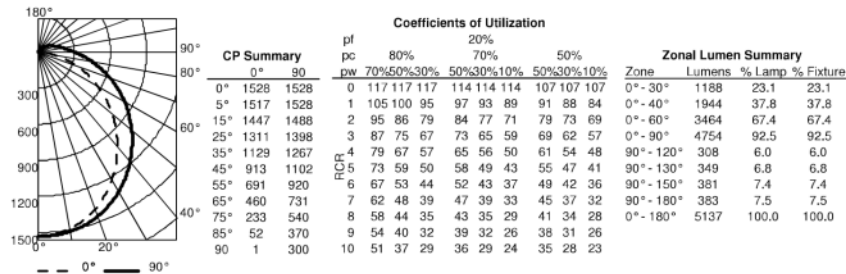 180°
90°
80°
60°
40°
20°
0°
300
600
900
1200
1500
0° 90°
CP Summary
0° 90
0° 1528 1528
5° 1517 1528
15° 1447 1488
25° 1311 1398
35° 1129 1267
45° 913 1102
55° 691 920
65° 460 731
75° 233 540
85° 52 370
90 1 300
Coefficients of Utilization
pf 20%
pc 80% 70% 50%
pw 70%50%30% 50%30%10% 50%30%10%
RCR
0 117 117 117 114 114 114 107 107 107
1 105 100 95 97 93 89 91 88 84
2 95 86 79 84 77 71 79 73 69
3 87 75 67 73 65 59 69 62 57
4 79 67 57 65 56 50 61 54 48
5 73 59 50 58 49 43 55 47 41
6 67 53 44 52 43 37 49 42 36
7 62 48 39 47 39 33 45 37 32
8 58 44 35 43 35 29 41 34 28
9 54 40 32 39 32 26 38 31 26
10 51 37 29 36 29 24 35 28 23
Zonal Lumen Summary
Zone Lumens % Lamp % Fixture
0° - 30° 1188 23.1 23.1
0° - 40° 1944 37.8 37.8
0° - 60° 3464 67.4 67.4
0° - 90° 4754 92.5 92.5
90° - 120° 308 6.0 6.0
90° - 130° 349 6.8 6.8
90° - 150° 381 7.4 7.4
90° - 180° 383 7.5 7.5
0° - 180° 5137 100.0 100.0